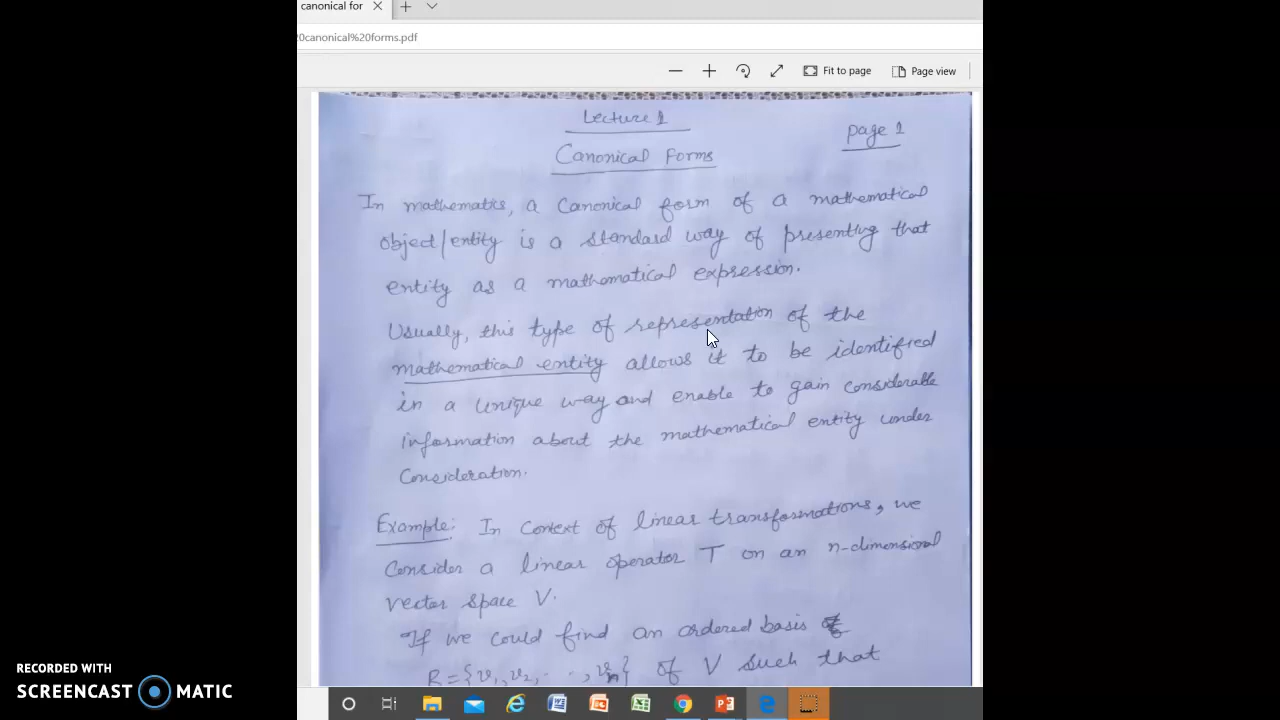 canonical for
20canonical%20forms.pdf
Fit to page
Page view
Lecture 1
Page 1
Canonical Forms
In mathematics, a canonical form of a mathematical
object/entity is a standard way of presenting that
entity as a mathematical expression.
Usually, this type of representation of the
mathematical entity allows it to be identified
in a unique way and enable to gain considerable
information about the mathematical entity under
Consideration.
Example: In context of linear transformations, we
consider a linear operator T on an n-dimensional
vector space V.
If we could find an ordered basis
B = {v₁, v₂, . . , vₙ} of V such that
RECORDED WITH
SCREENCAST MATIC